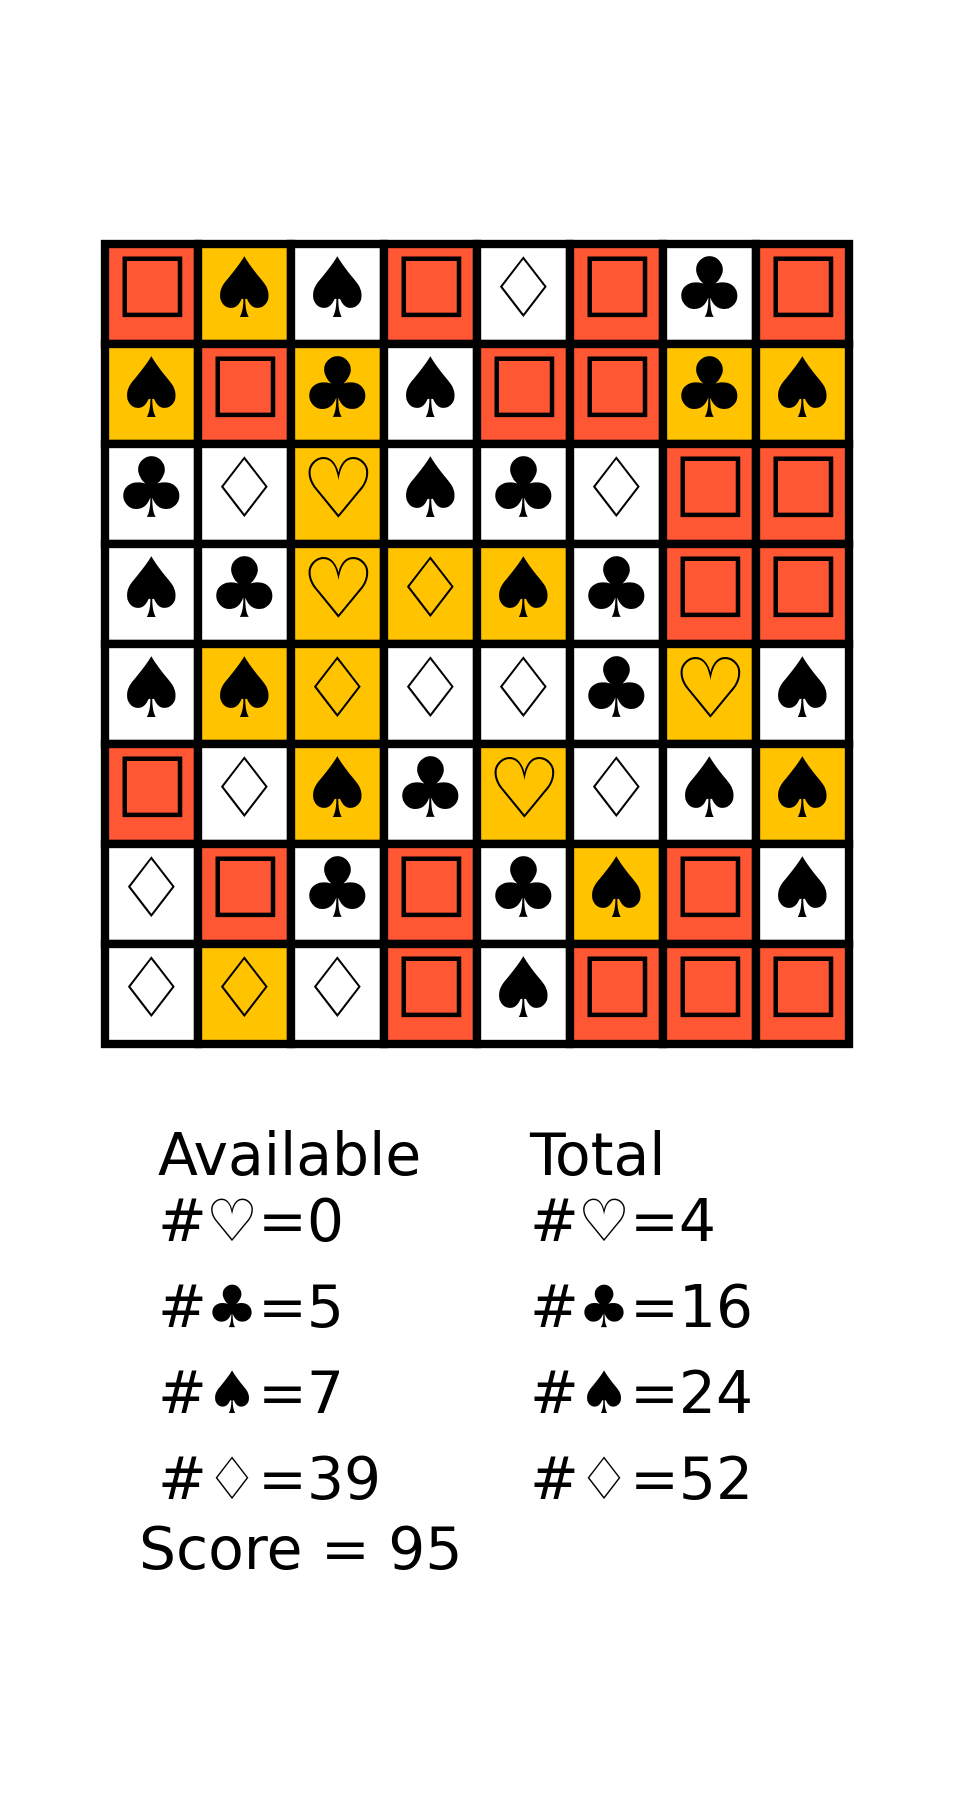 □ ♠ ♠ □ ♢ □ ♣ □
♠ □ ♣ ♠ □ □ ♣ ♠
♣ ♢ ♡ ♠ ♣ ♢ □ □
♠ ♣ ♡ ♢ ♠ ♣ □ □
♠ ♠ ♢ ♢ ♢ ♣ ♡ ♠
□ ♢ ♠ ♣ ♡ ♢ ♠ ♠
♢ □ ♣ □ ♣ ♠ □ ♠
♢ ♢ ♢ □ ♠ □ □ □
Available Total
#♡=0 #♡=4
#♣=5 #♣=16
#♠=7 #♠=24
#♢=39 #♢=52
Score = 95